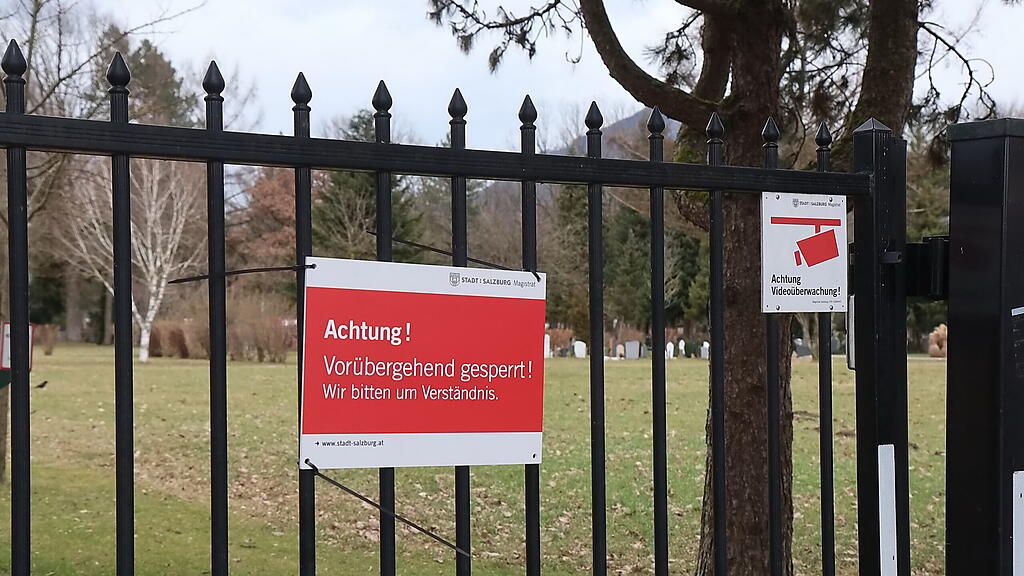 STADT : SALZBURG Magistrat
Achtung!
Vorübergehend gesperrt!
Wir bitten um Verständnis.
→ www.stadt-salzburg.at
STADT : SALZBURG Magistrat
Achtung
Videoüberwachung!